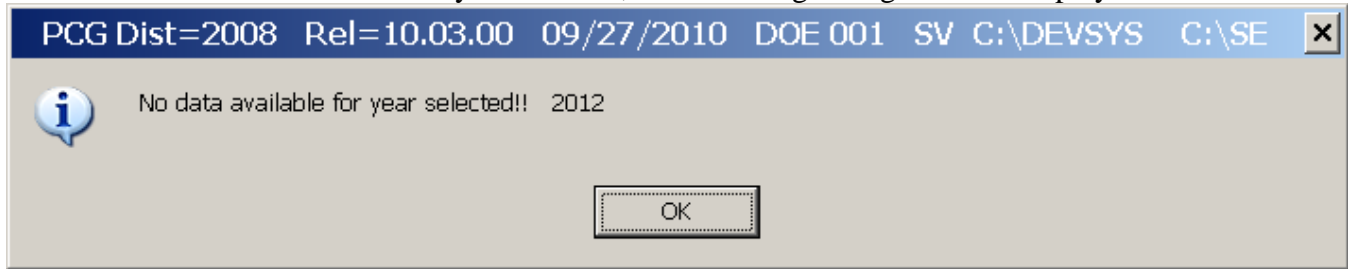 PCG Dist=2008 Rel=10.03.00 09/27/2010 DOE 001 SV C:\DEVSYS C:\SE
No data available for year selected!! 2012
OK